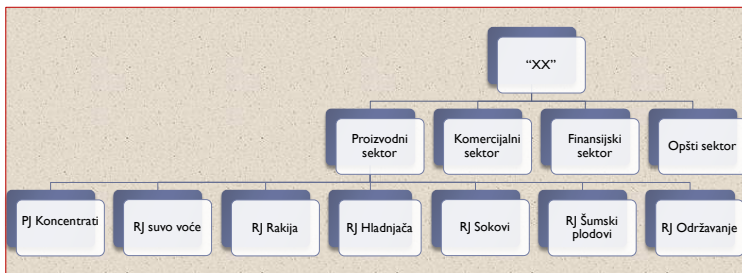 “XX”
Proizvodni
sektor
Komercijalni
sektor
Finansijski
sektor
Opšti sektor
PJ Koncentrati
RJ suvo voće
RJ Rakija
RJ Hladnjača
RJ Sokovi
RJ Šumski
plodovi
RJ Održavanje